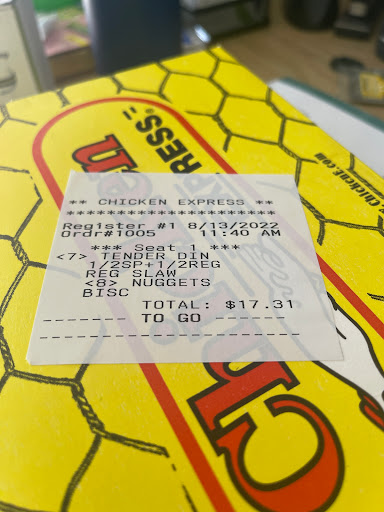 ** CHICKEN EXPRESS **
**********************
Register #1 8/13/2022
Ordr#1005 11:40 AM
*** Seat 1 ***
<7> TENDER DIN
1/2SP+1/2REG
REG SLAW
<8> NUGGETS
BISC
TOTAL: $17.31
-------- TO GO -------
----------------------